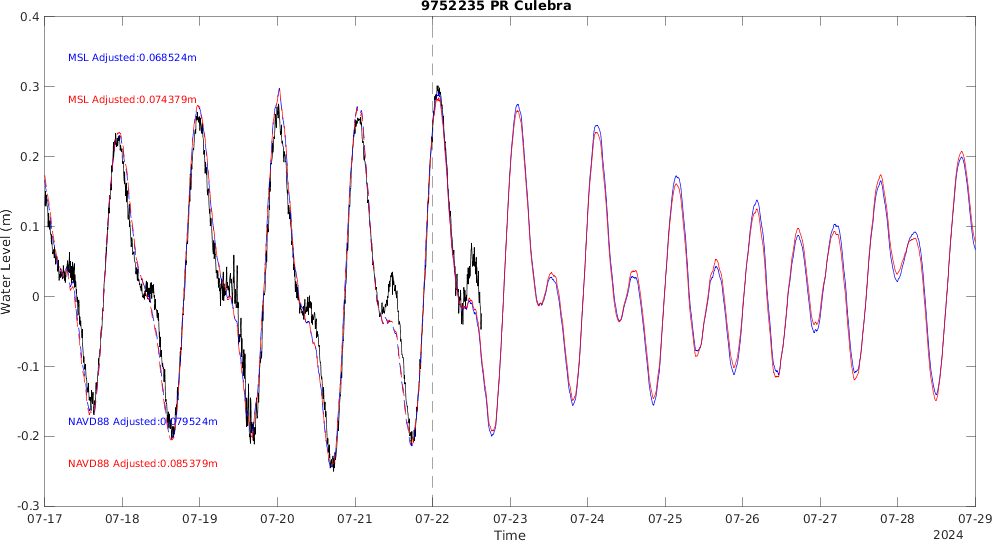 9752235 PR Culebra
0.4
0.3
0.2
0.1
0
-0.1
-0.2
-0.3
Water Level (m)
MSL Adjusted:0.068524m
MSL Adjusted:0.074379m
NAVD88 Adjusted:0.079524m
NAVD88 Adjusted:0.085379m
07-17 07-18 07-19 07-20 07-21 07-22 07-23 07-24 07-25 07-26 07-27 07-28 07-29
Time
2024